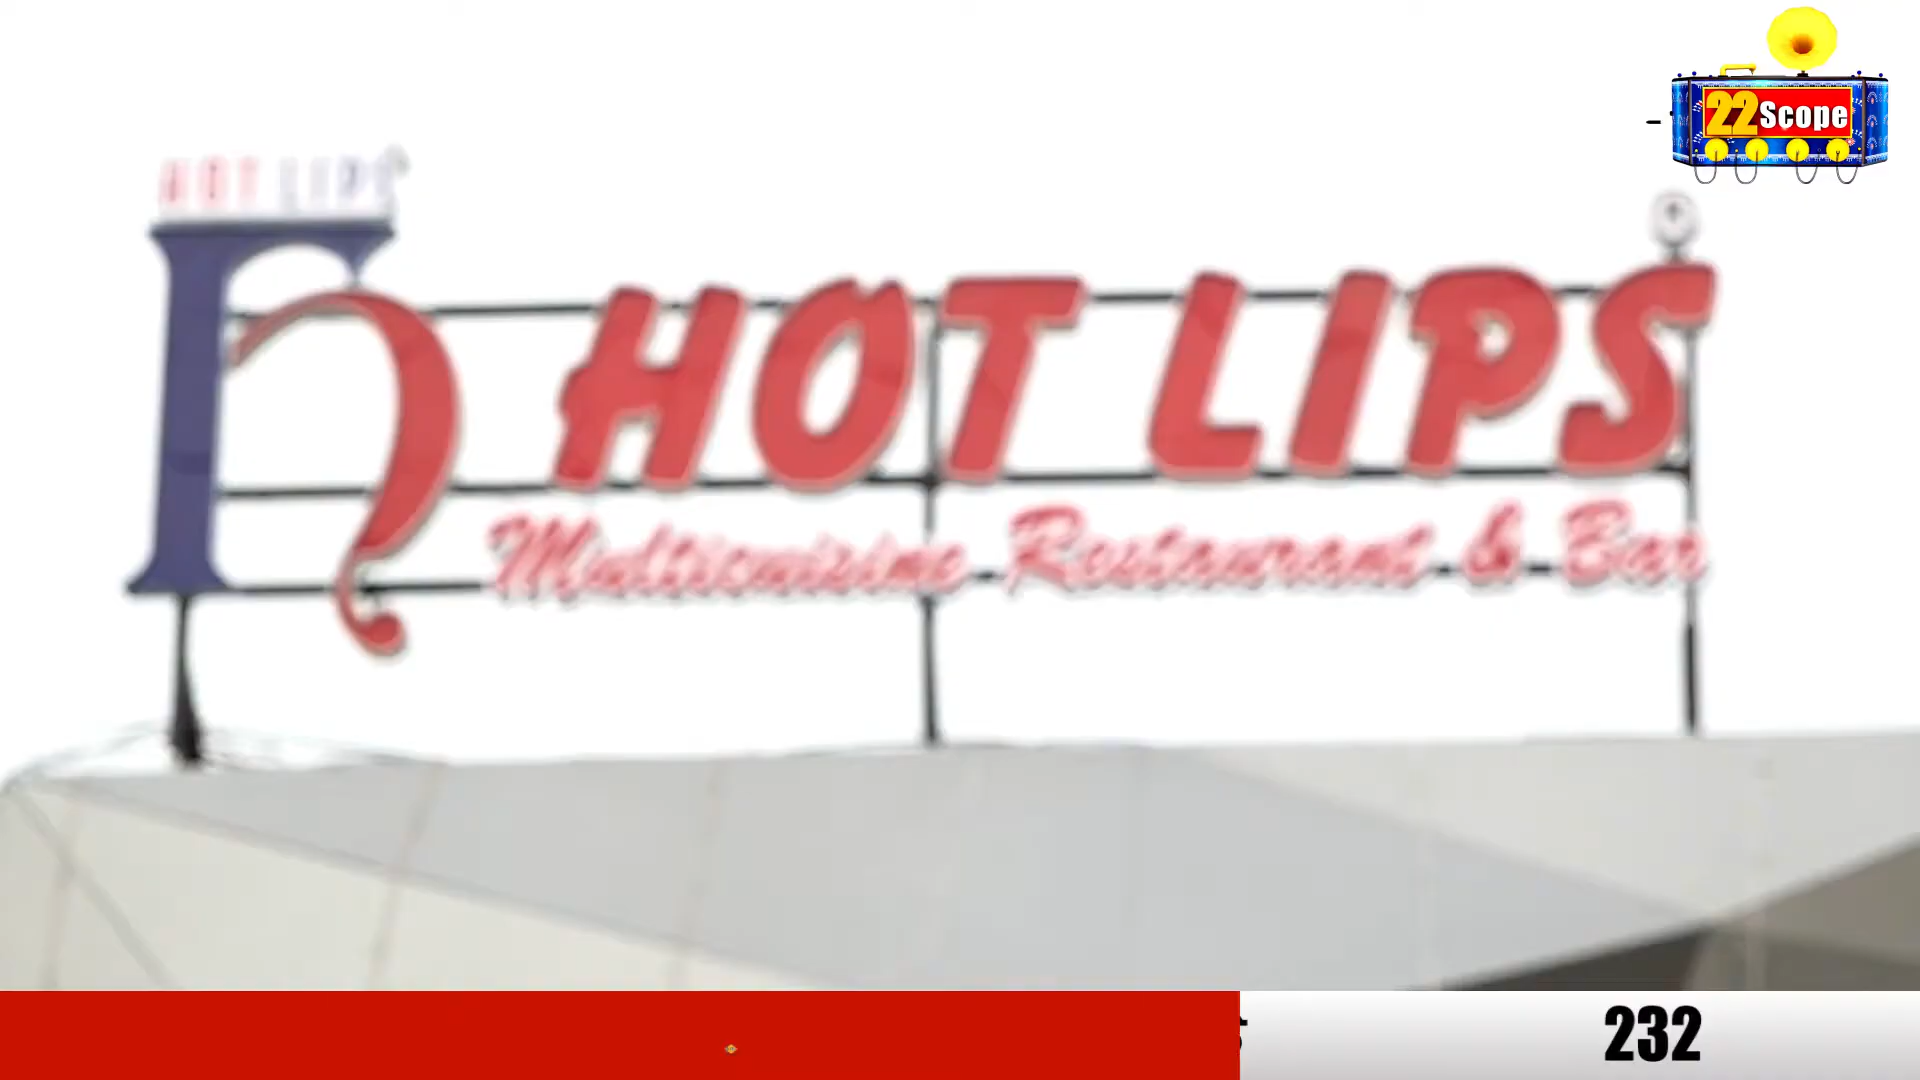 22Scope
HOT LIPS
HOT LIPS
Multicuisine Restaurant & Bar
232